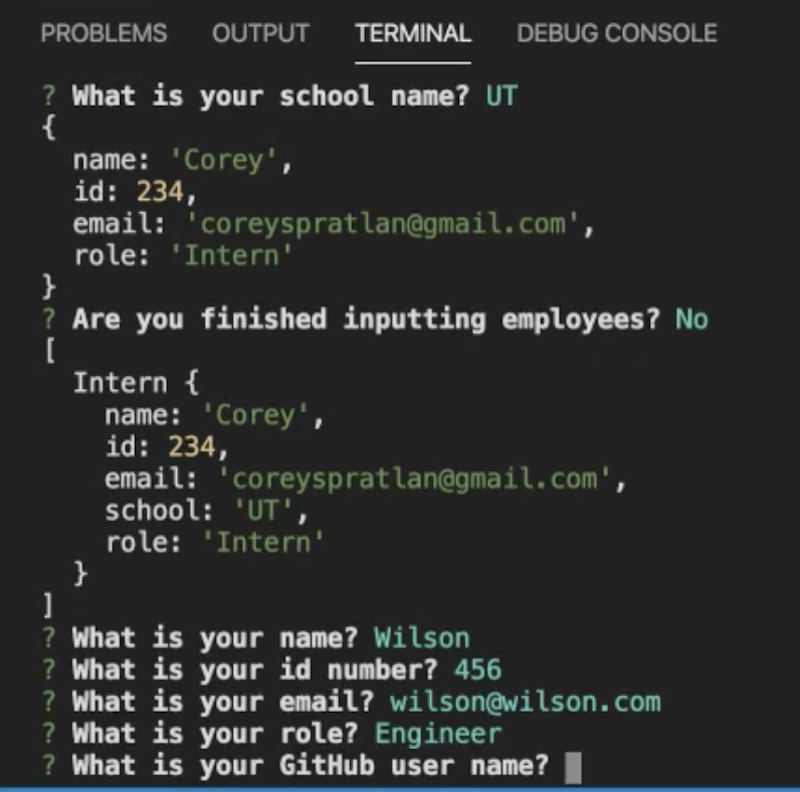 PROBLEMS OUTPUT TERMINAL DEBUG CONSOLE
? What is your school name? UT
{
  name: 'Corey',
  id: 234,
  email: 'coreyspratlan@gmail.com',
  role: 'Intern'
}
? Are you finished inputting employees? No
[
  Intern {
    name: 'Corey',
    id: 234,
    email: 'coreyspratlan@gmail.com',
    school: 'UT',
    role: 'Intern'
  }
]
? What is your name? Wilson
? What is your id number? 456
? What is your email? wilson@wilson.com
? What is your role? Engineer
? What is your GitHub user name?